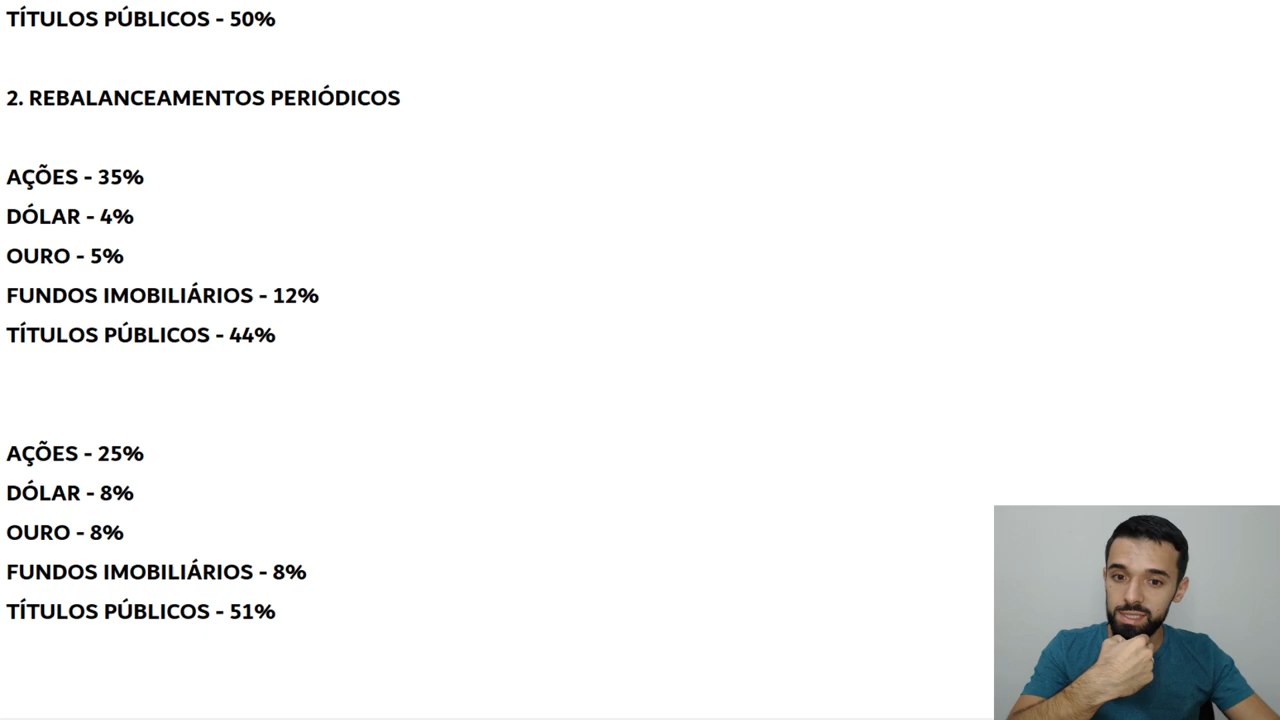 TÍTULOS PÚBLICOS - 50%
2. REBALANCEAMENTOS PERIÓDICOS
AÇÕES - 35%
DÓLAR - 4%
OURO - 5%
FUNDOS IMOBILIÁRIOS - 12%
TÍTULOS PÚBLICOS - 44%
AÇÕES - 25%
DÓLAR - 8%
OURO - 8%
FUNDOS IMOBILIÁRIOS - 8%
TÍTULOS PÚBLICOS - 51%